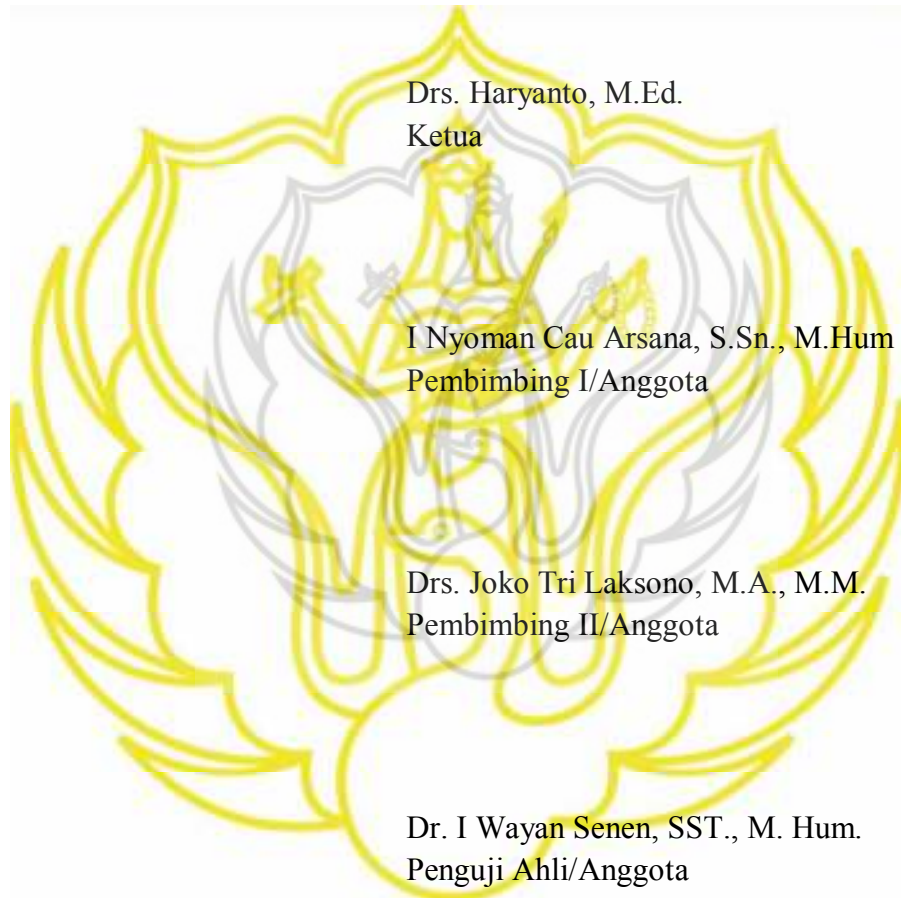 Drs. Haryanto, M.Ed.
Ketua
I Nyoman Cau Arsana, S.Sn., M.Hum
Pembimbing I/Anggota
Drs. Joko Tri Laksono, M.A., M.M.
Pembimbing II/Anggota
Dr. I Wayan Senen, SST., M. Hum.
Penguji Ahli/Anggota